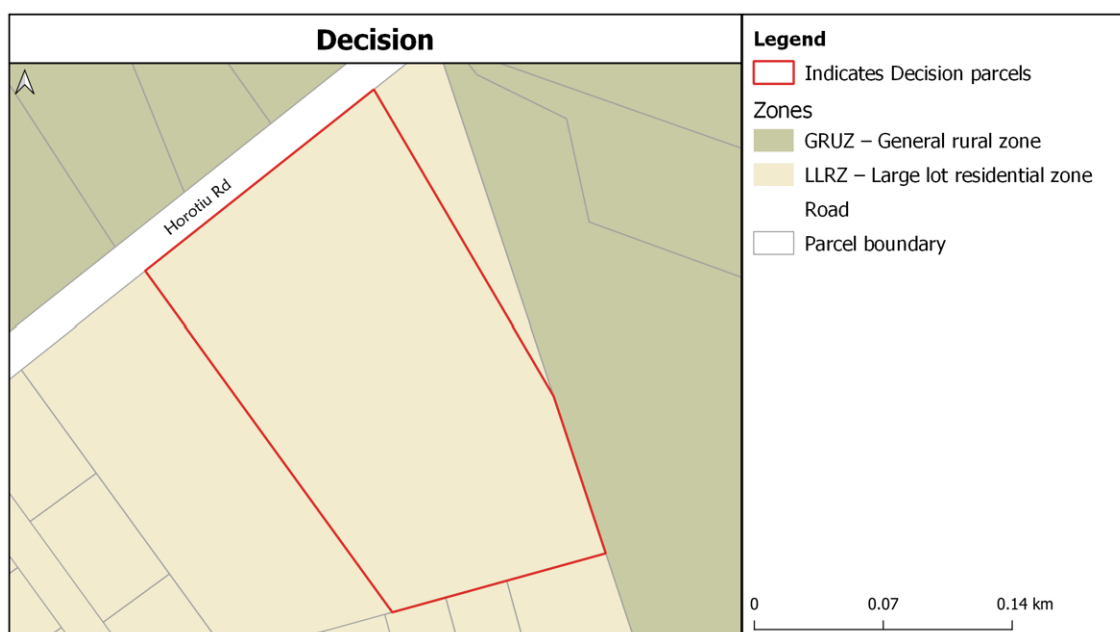 Decision
Horotiu Rd
Legend
Indicates Decision parcels
Zones
GRUZ – General rural zone
LLRZ – Large lot residential zone
Road
Parcel boundary
0 0.07 0.14 km